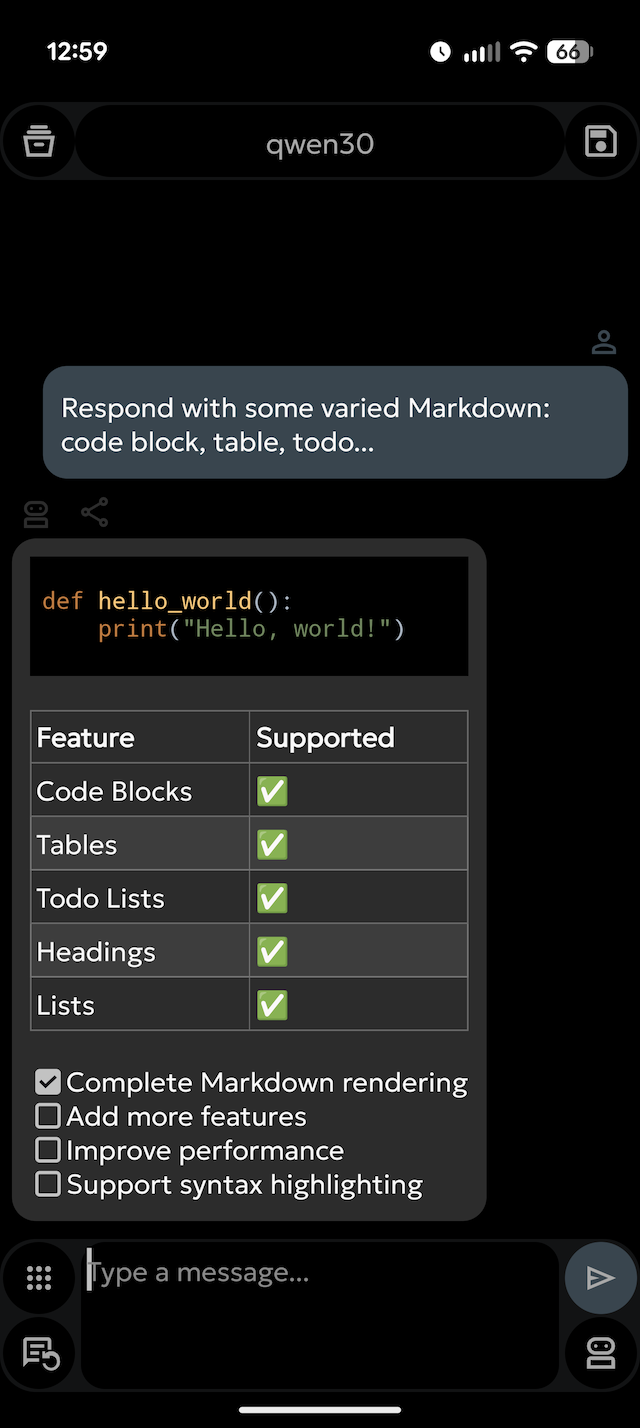 12:59
66
qwen30
Respond with some varied Markdown:
code block, table, todo...
def hello_world():
    print("Hello, world!")
Feature Supported
Code Blocks ✅
Tables ✅
Todo Lists ✅
Headings ✅
Lists ✅
Complete Markdown rendering
Add more features
Improve performance
Support syntax highlighting
Type a message...